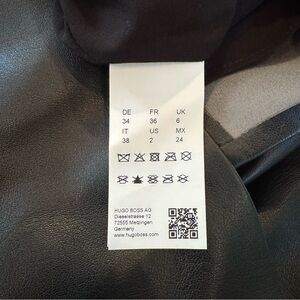 DE FR UK
34 36 6
IT US MX
38 2 24
HUGO BOSS AG
Dieselstrasse 12
72555 Metzingen
Germany
www.hugoboss.com